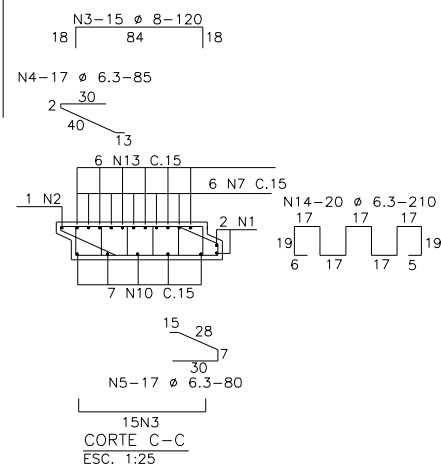 N3-15 ø 8-120
18 84 18
N4-17 ø 6.3-85
30
2
40
13
6 N13 C.15
6 N7 C.15
1 N2
2 N1
7 N10 C.15
N14-20 ø 6.3-210
17 17 17
19 19
6 17 17 5
15 28
7
30
N5-17 ø 6.3-80
15N3
CORTE C-C
ESC. 1:25